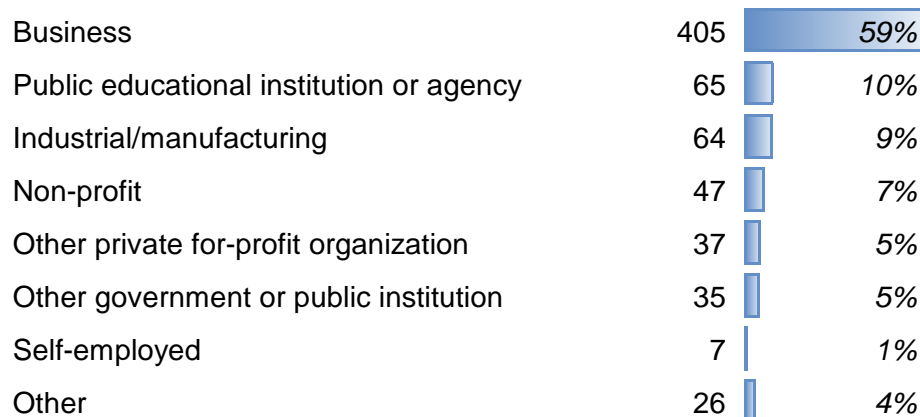 Business 405 59%
Public educational institution or agency 65 10%
Industrial/manufacturing 64 9%
Non-profit 47 7%
Other private for-profit organization 37 5%
Other government or public institution 35 5%
Self-employed 7 1%
Other 26 4%